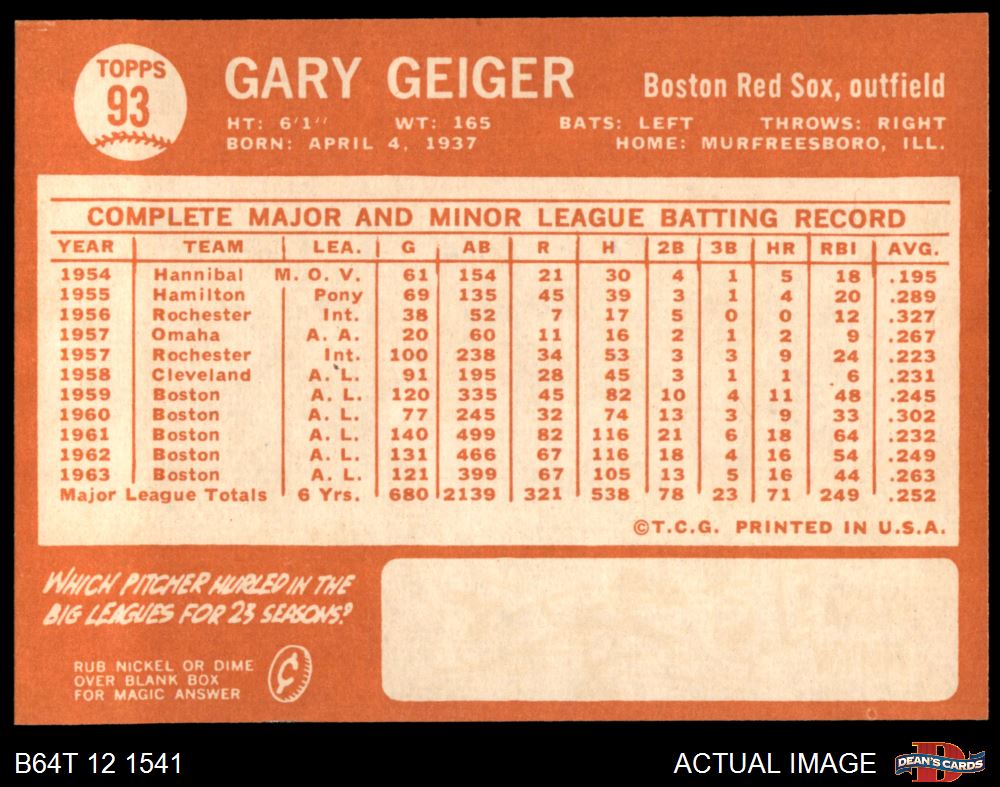 TOPPS
93
GARY GEIGER
Boston Red Sox, outfield
HT: 6'1" WT: 165 BATS: LEFT THROWS: RIGHT
BORN: APRIL 4, 1937 HOME: MURFREESBORO, ILL.
COMPLETE MAJOR AND MINOR LEAGUE BATTING RECORD
YEAR TEAM LEA. G AB R H 2B 3B HR RBI AVG.
1954 Hannibal M. O. V. 61 154 21 30 4 1 5 18 .195
1955 Hamilton Pony 69 135 45 39 3 1 4 20 .289
1956 Rochester Int. 38 52 7 17 5 0 0 12 .327
1957 Omaha A. A. 20 60 11 16 2 1 2 9 .267
1957 Rochester Int. 100 238 34 53 3 3 9 24 .223
1958 Cleveland A. L. 91 195 28 45 3 1 1 6 .231
1959 Boston A. L. 120 335 45 82 10 4 11 48 .245
1960 Boston A. L. 77 245 32 74 13 3 9 33 .302
1961 Boston A. L. 140 499 82 116 21 6 18 64 .232
1962 Boston A. L. 131 466 67 116 18 4 16 54 .249
1963 Boston A. L. 121 399 67 105 13 5 16 44 .263
Major League Totals 6 Yrs. 680 2139 321 538 78 23 71 249 .252
©T.C.G. PRINTED IN U.S.A.
WHICH PITCHER HURLED IN THE
BIG LEAGUES FOR 23 SEASONS?
RUB NICKEL OR DIME
OVER BLANK BOX
FOR MAGIC ANSWER
¢
B64T 12 1541
ACTUAL IMAGE
D
DEAN'S CARDS